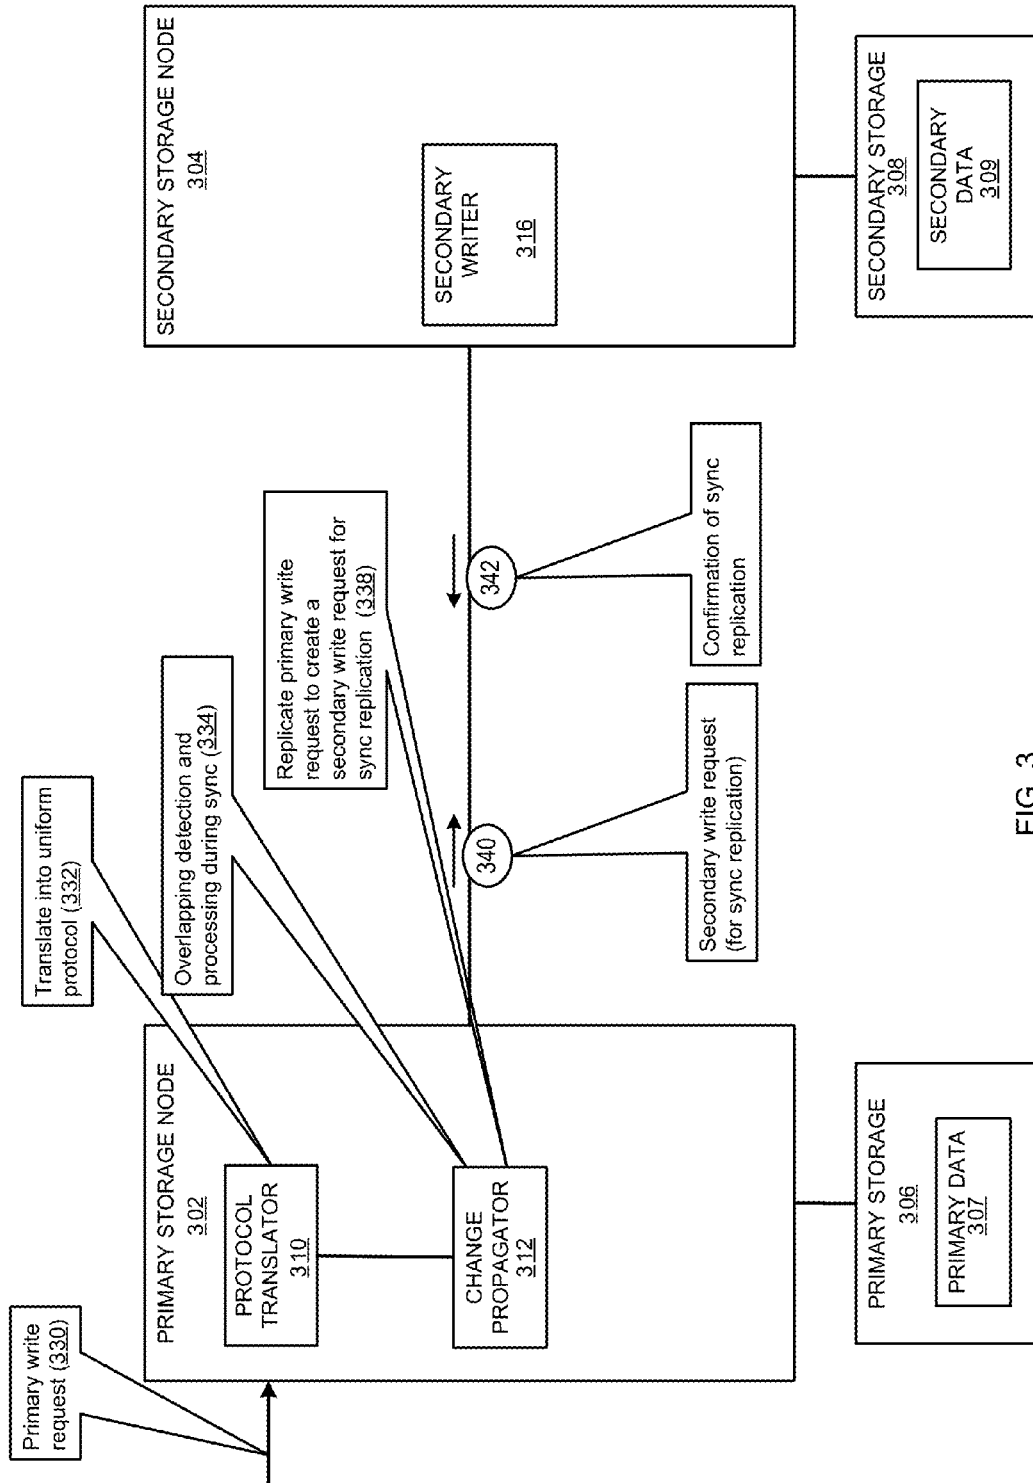 Primary write
request (330)
Translate into uniform
protocol (332)
Overlapping detection and
processing during sync (334)
Replicate primary write
request to create a
secondary write request for
sync replication (338)
PRIMARY STORAGE NODE
302
PROTOCOL
TRANSLATOR
310
CHANGE
PROPAGATOR
312
340
342
SECONDARY STORAGE NODE
304
SECONDARY
WRITER
316
Secondary write request
(for sync replication)
Confirmation of sync
replication
PRIMARY STORAGE
306
PRIMARY DATA
307
SECONDARY STORAGE
308
SECONDARY
DATA
309
FIG. 3